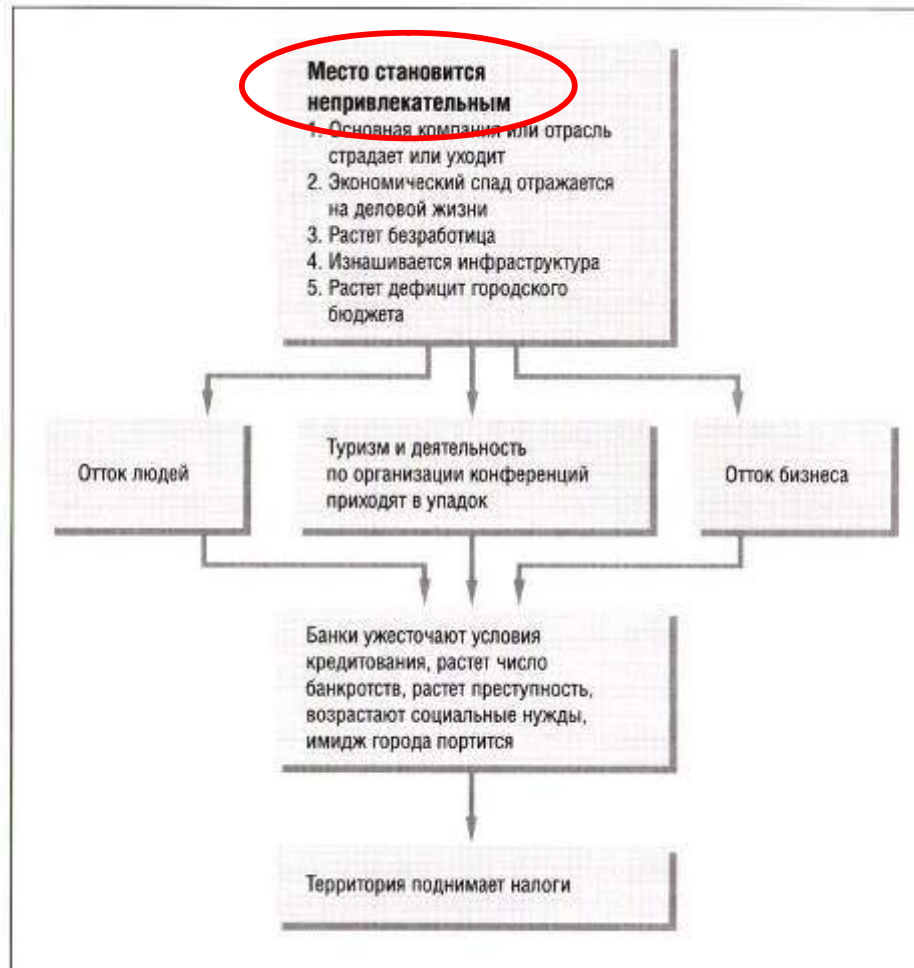 Место становится
непривлекательным
1. Основная компания или отрасль
страдает или уходит
2. Экономический спад отражается
на деловой жизни
3. Растет безработица
4. Изнашивается инфраструктура
5. Растет дефицит городского
бюджета
Отток людей
Туризм и деятельность
по организации конференций
приходят в упадок
Отток бизнеса
Банки ужесточают условия
кредитования, растет число
банкротств, растет преступность,
возрастают социальные нужды,
имидж города портится
Территория поднимает налоги